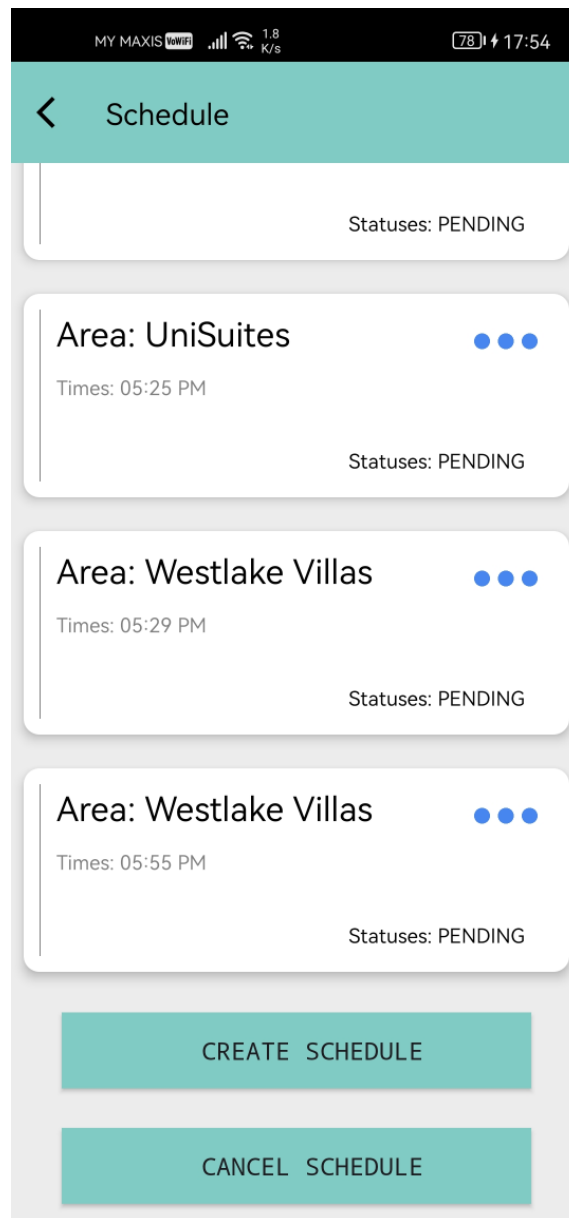 MY MAXIS VoWiFi 1.8 K/s 78 17:54
Schedule
Statuses: PENDING
Area: UniSuites
Times: 05:25 PM
Statuses: PENDING
Area: Westlake Villas
Times: 05:29 PM
Statuses: PENDING
Area: Westlake Villas
Times: 05:55 PM
Statuses: PENDING
CREATE SCHEDULE
CANCEL SCHEDULE